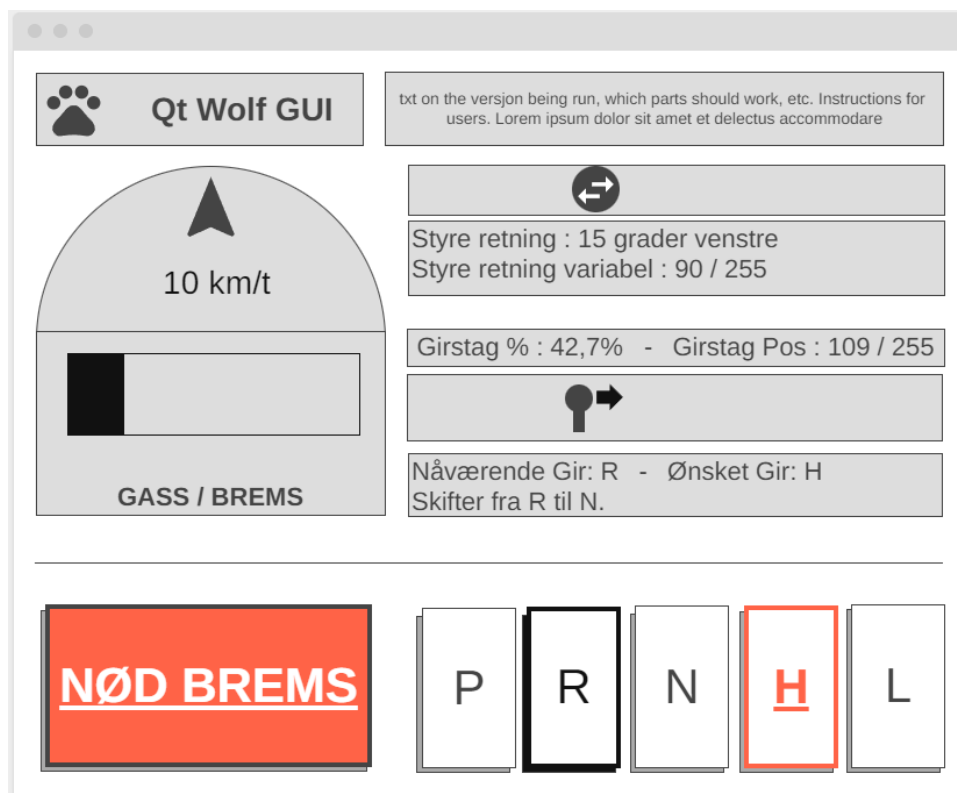 Qt Wolf GUI
txt on the versjon being run, which parts should work, etc. Instructions for
users. Lorem ipsum dolor sit amet et delectus accommodare
10 km/t
GASS / BREMS
Styre retning : 15 grader venstre
Styre retning variabel : 90 / 255
Girstag % : 42,7% - Girstag Pos : 109 / 255
Nåværende Gir: R - Ønsket Gir: H
Skifter fra R til N.
NØD BREMS
P R N H L